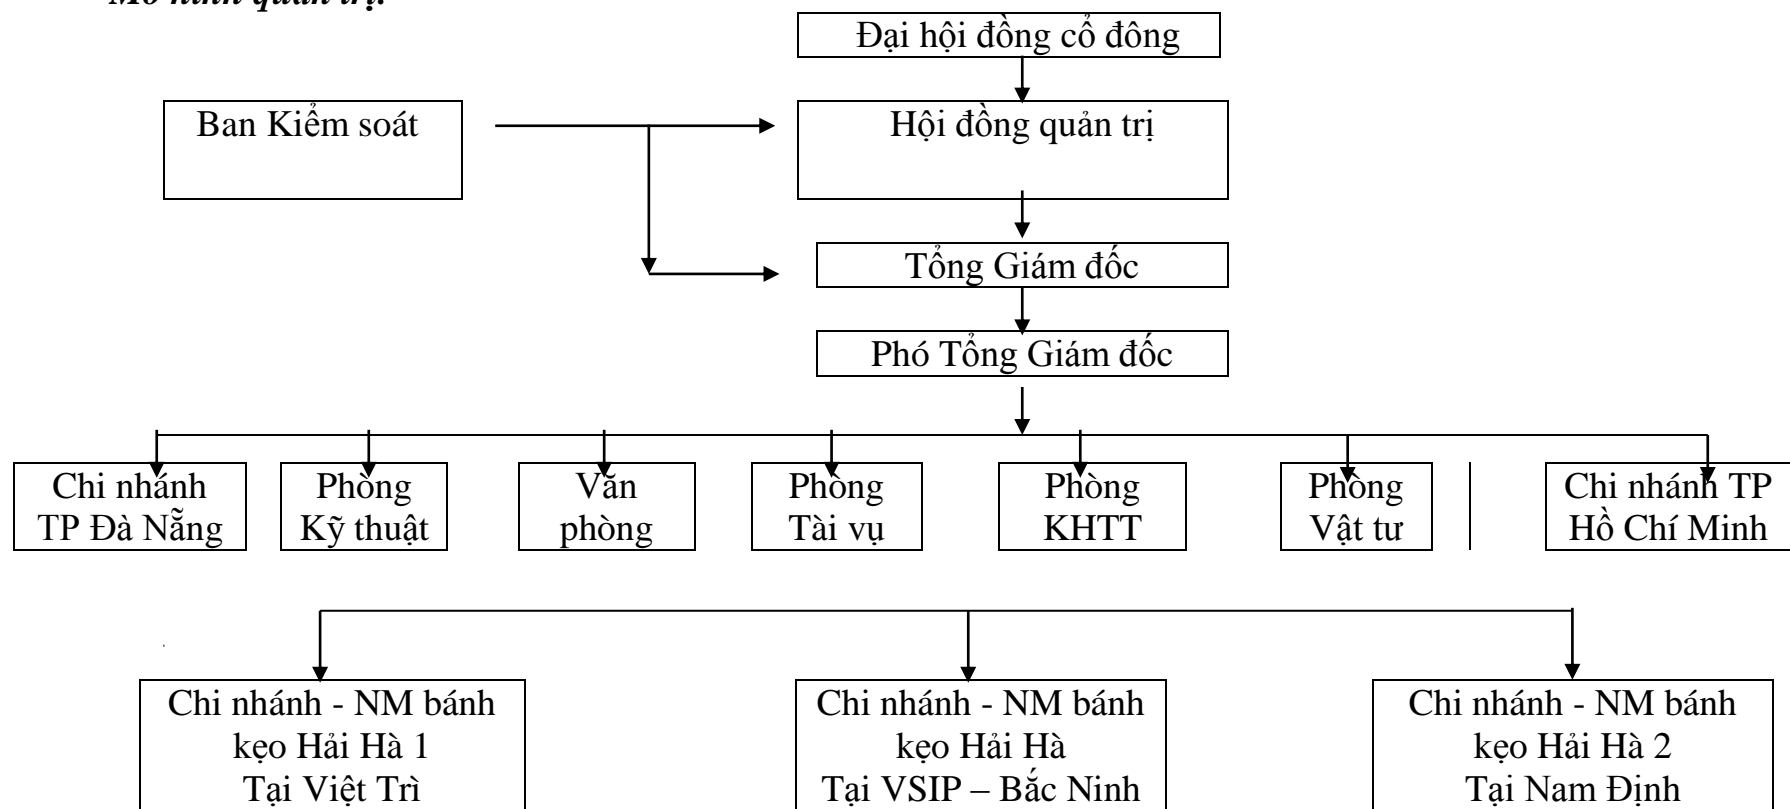 Mô hình quản trị:
Đại hội đồng cổ đông
Ban Kiểm soát
Hội đồng quản trị
Tổng Giám đốc
Phó Tổng Giám đốc
Chi nhánh
TP Đà Nẵng
Phòng
Kỹ thuật
Văn
phòng
Phòng
Tài vụ
Phòng
KHTT
Phòng
Vật tư
Chi nhánh TP
Hồ Chí Minh
Chi nhánh - NM bánh
kẹo Hải Hà 1
Tại Việt Trì
Chi nhánh - NM bánh
kẹo Hải Hà
Tại VSIP – Bắc Ninh
Chi nhánh - NM bánh
kẹo Hải Hà 2
Tại Nam Định